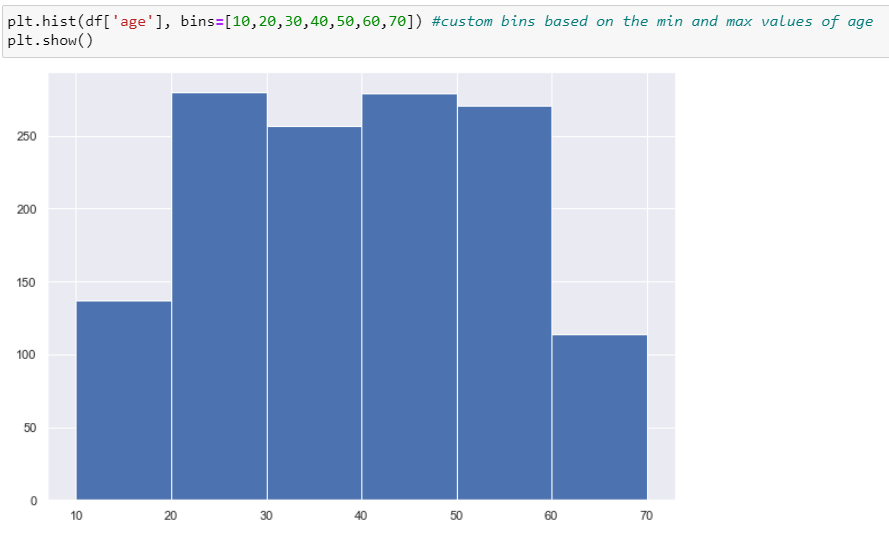 plt.hist(df['age'], bins=[10,20,30,40,50,60,70]) #custom bins based on the min and max values of age
plt.show()
250
200
150
100
50
0
10 20 30 40 50 60 70